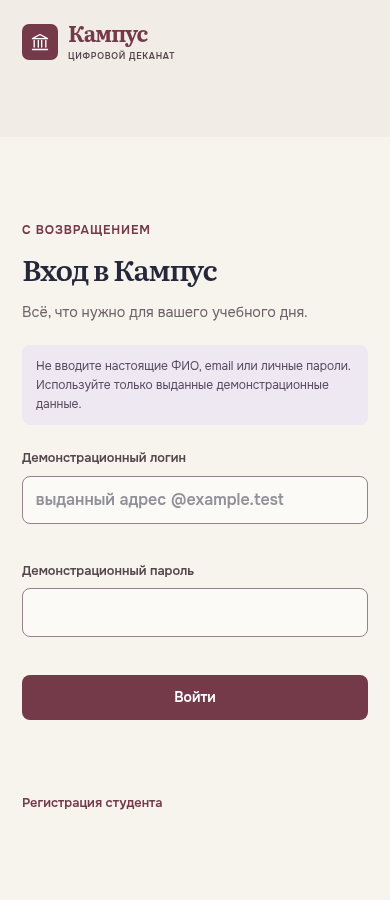 Кампус
ЦИФРОВОЙ ДЕКАНАТ
С ВОЗВРАЩЕНИЕМ
Вход в Кампус
Всё, что нужно для вашего учебного дня.
Не вводите настоящие ФИО, email или личные пароли.
Используйте только выданные демонстрационные
данные.
Демонстрационный логин
выданный адрес @example.test
Демонстрационный пароль
Войти
Регистрация студента